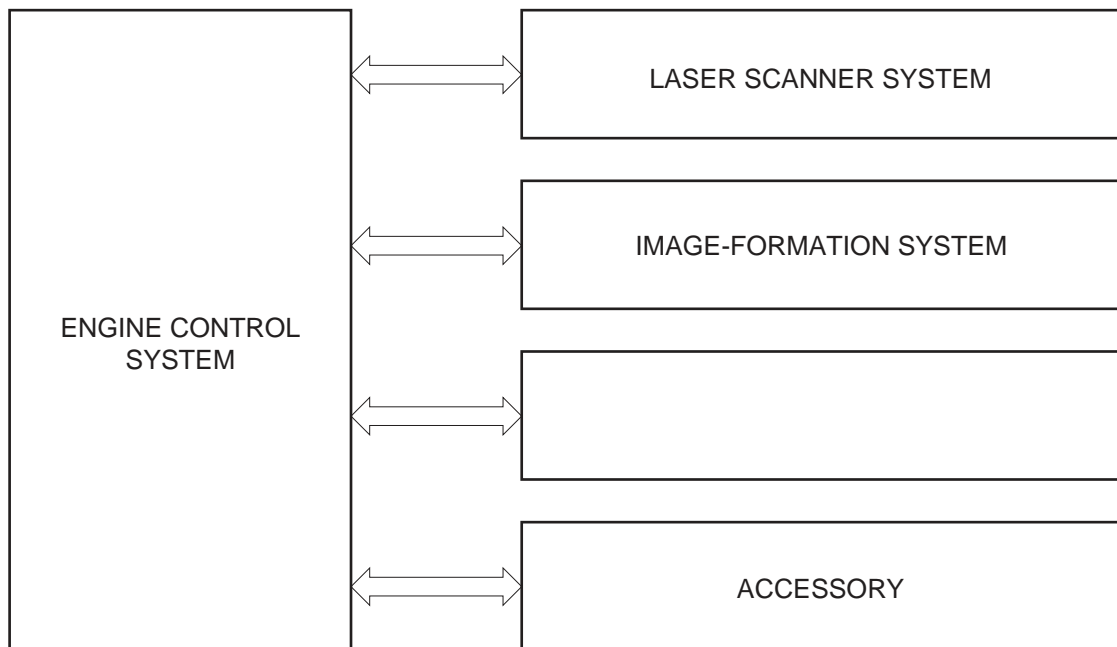 LASER SCANNER SYSTEM
IMAGE-FORMATION SYSTEM
ENGINE CONTROL
SYSTEM
ACCESSORY